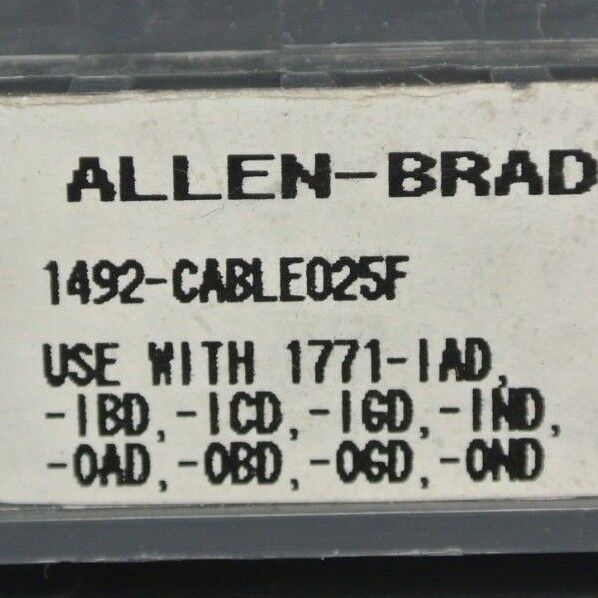 ALLEN-BRAD
1492-CABLE025F
USE WITH 1771-IAD,
-IBD,-ICD,-IGD,-IND,
-OAD,-OBD,-OGD,-OND